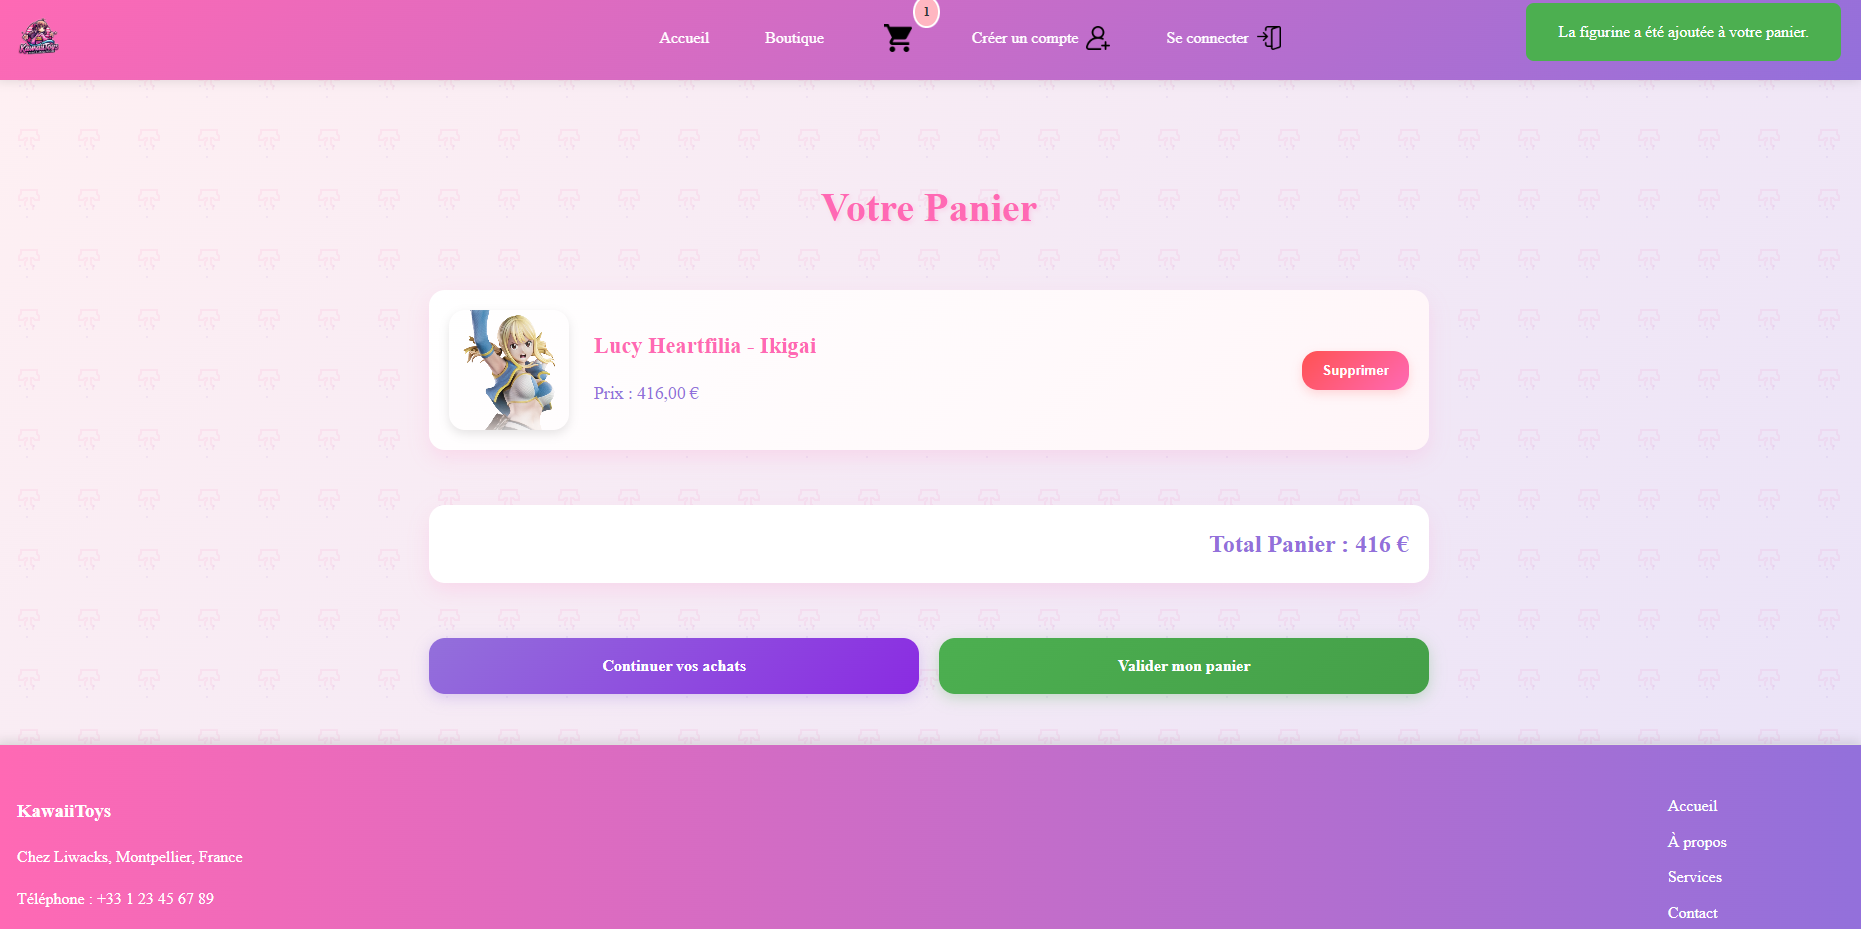 KawaiiToys
Accueil
Boutique
1
Créer un compte
Se connecter
La figurine a été ajoutée à votre panier.
Votre Panier
Lucy Heartfilia - Ikigai
Prix : 416,00 €
Supprimer
Total Panier : 416 €
Continuer vos achats
Valider mon panier
KawaiiToys
Chez Liwacks, Montpellier, France
Téléphone : +33 1 23 45 67 89
Accueil
À propos
Services
Contact